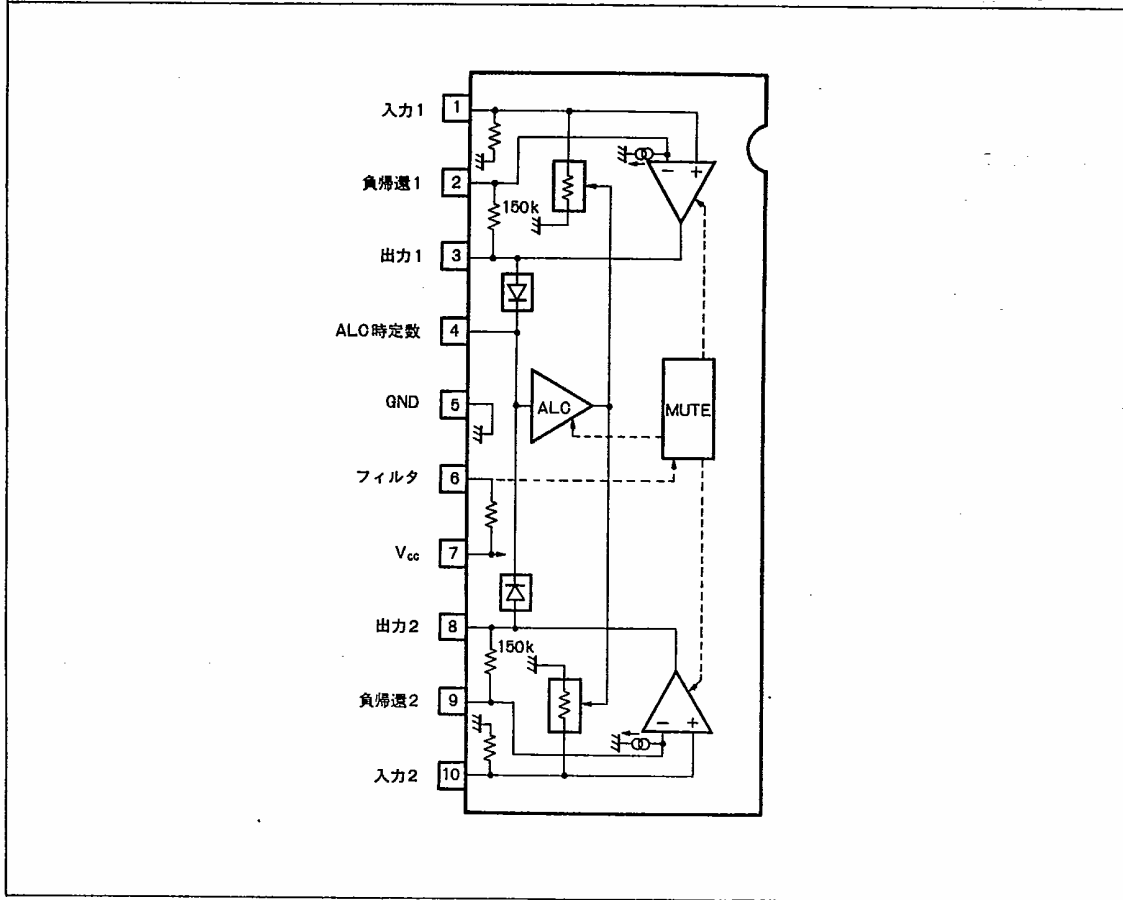 入力1 1
負帰還1 2
150k
出力1 3
ALC時定数 4
GND 5
フィルタ 6
Vcc 7
出力2 8
150k
負帰還2 9
入力2 10
− +
ALC
MUTE
− +